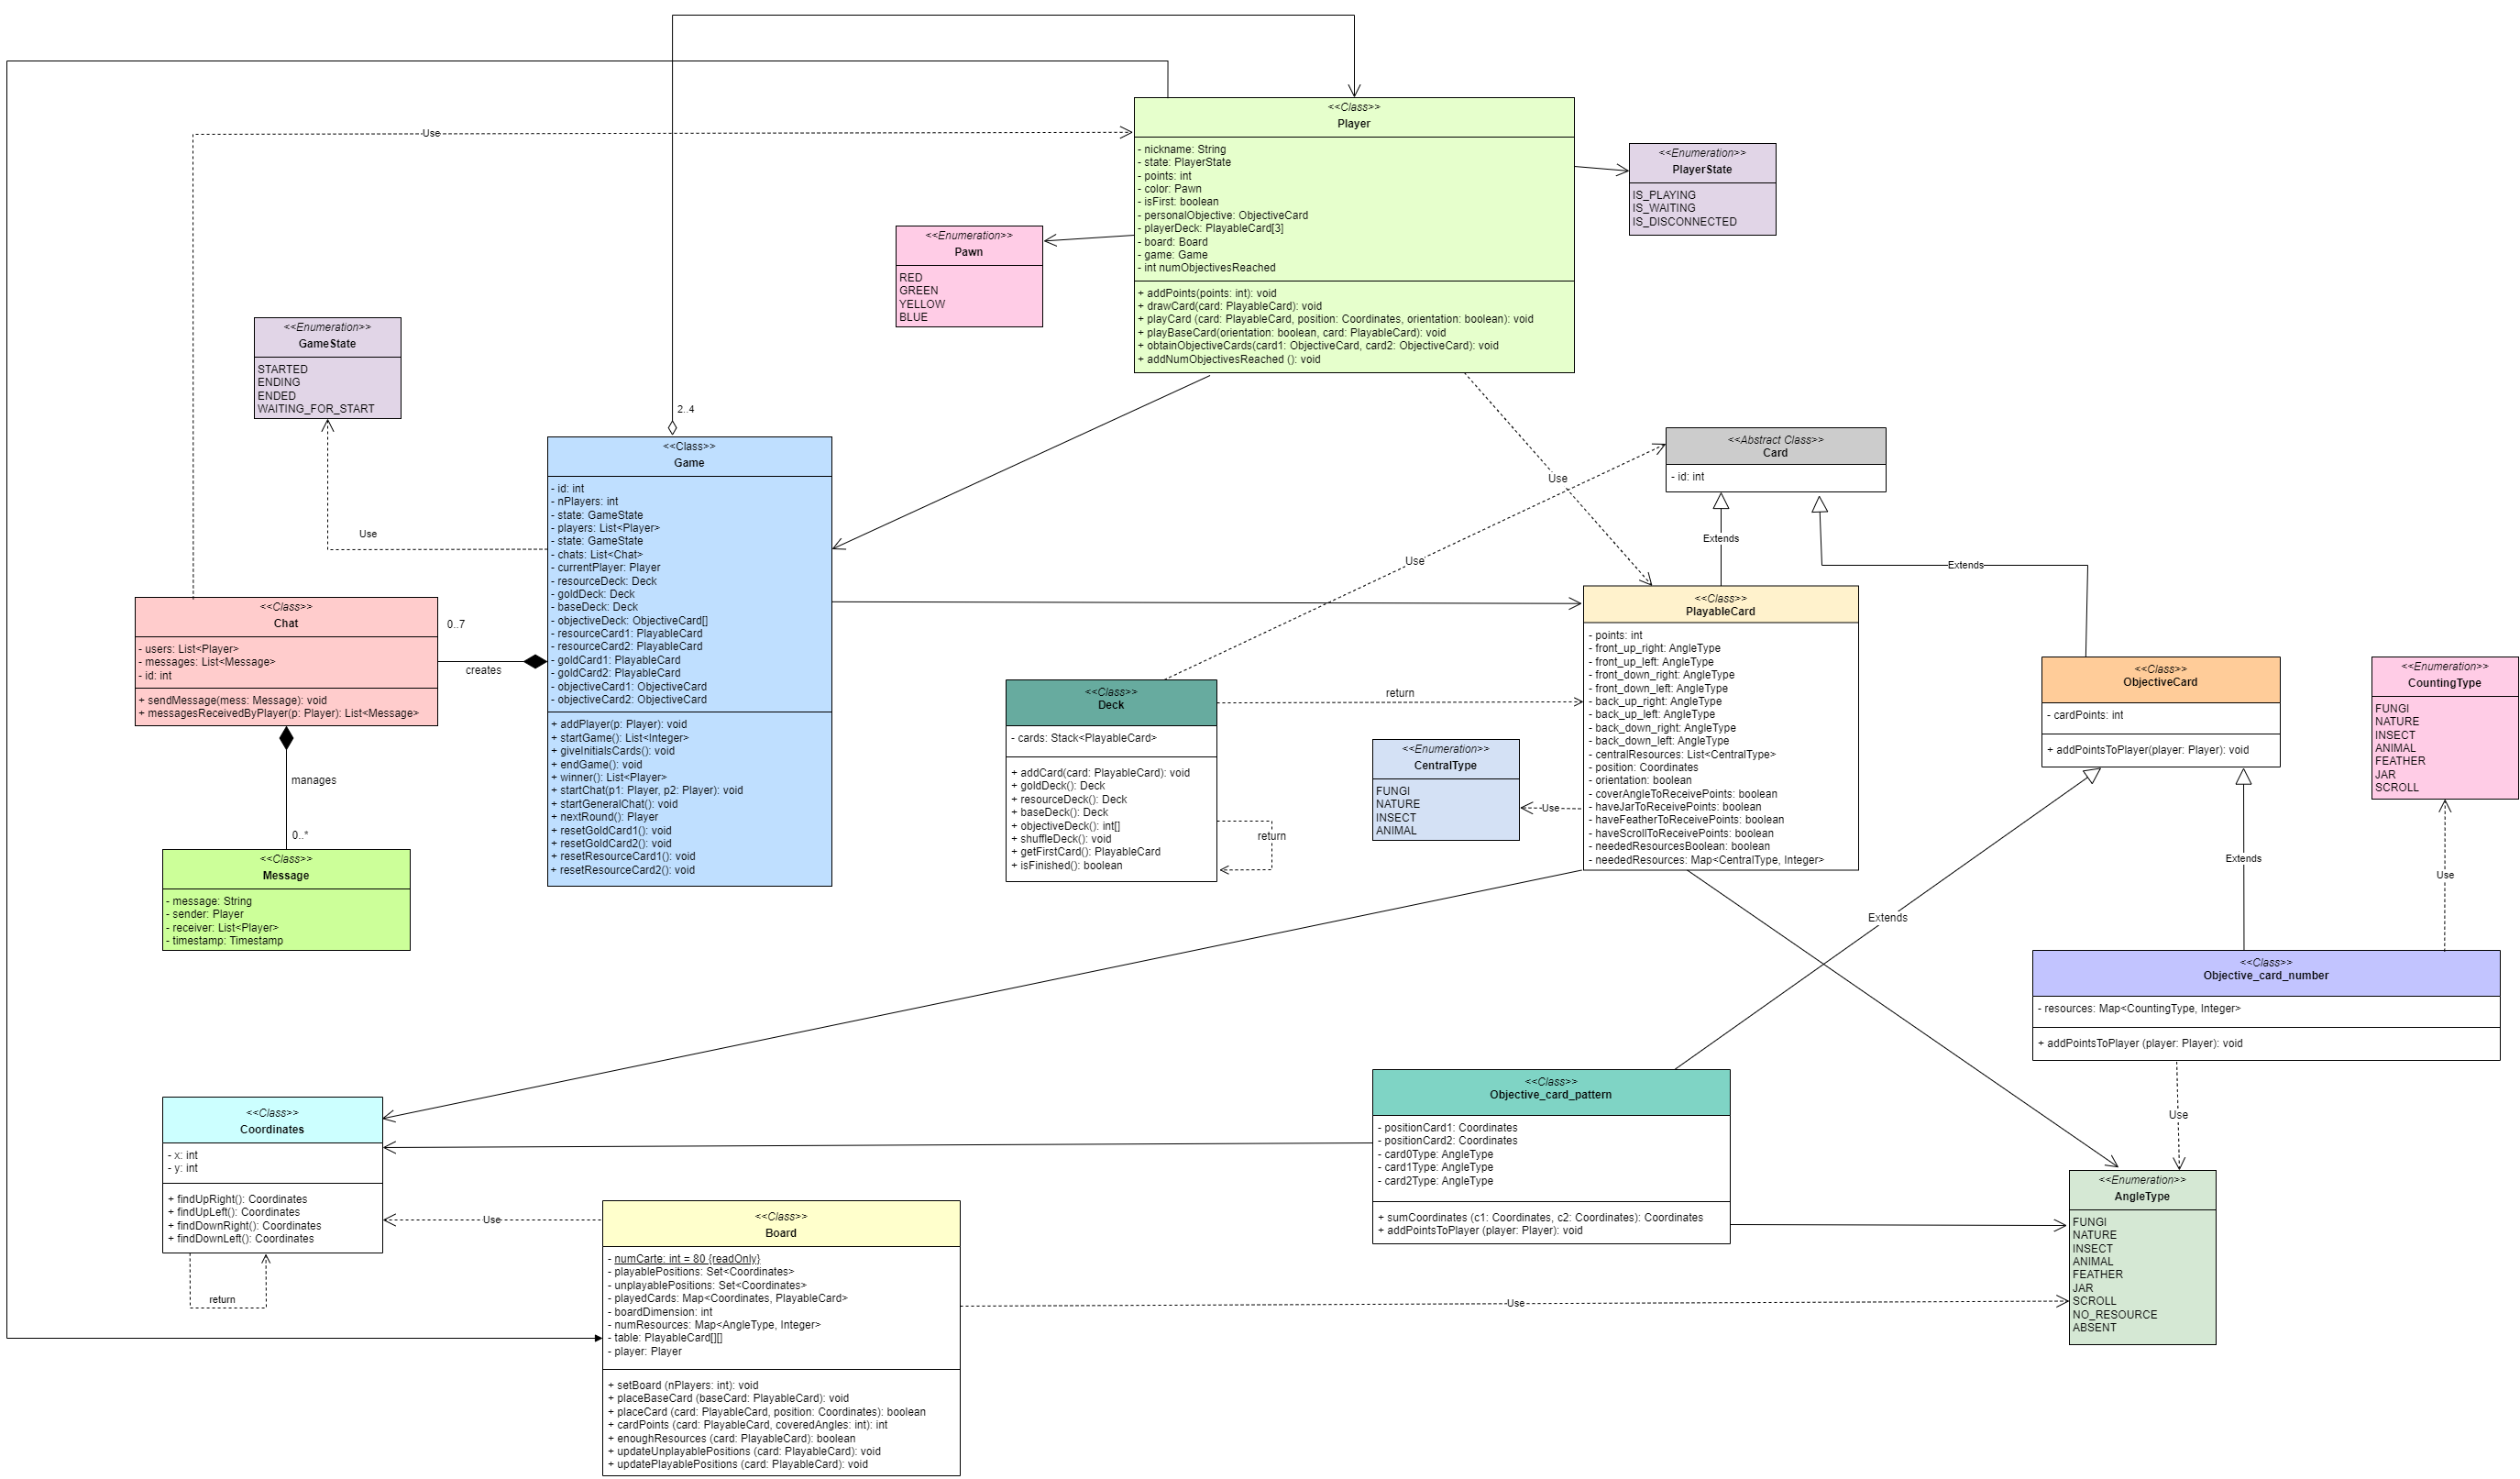 <<Class>>
Player
- nickname: String
- state: PlayerState
- points: int
- color: Pawn
- isFirst: boolean
- personalObjective: ObjectiveCard
- playerDeck: PlayableCard[3]
- board: Board
- game: Game
- int numObjectivesReached
+ addPoints(points: int): void
+ drawCard(card: PlayableCard): void
+ playCard (card: PlayableCard, position: Coordinates, orientation: boolean): void
+ playBaseCard(orientation: boolean, card: PlayableCard): void
+ obtainObjectiveCards(card1: ObjectiveCard, card2: ObjectiveCard): void
+ addNumObjectivesReached (): void
Use
<<Enumeration>>
PlayerState
IS_PLAYING
IS_WAITING
IS_DISCONNECTED
<<Enumeration>>
Pawn
RED
GREEN
YELLOW
BLUE
<<Enumeration>>
GameState
STARTED
ENDING
ENDED
WAITING_FOR_START
Use
2..4
<<Class>>
Game
- id: int
- nPlayers: int
- state: GameState
- players: List<Player>
- state: GameState
- chats: List<Chat>
- currentPlayer: Player
- resourceDeck: Deck
- goldDeck: Deck
- baseDeck: Deck
- objectiveDeck: ObjectiveCard[]
- resourceCard1: PlayableCard
- resourceCard2: PlayableCard
- goldCard1: PlayableCard
- goldCard2: PlayableCard
- objectiveCard1: ObjectiveCard
- objectiveCard2: ObjectiveCard
+ addPlayer(p: Player): void
+ startGame(): List<Integer>
+ giveInitialsCards(): void
+ endGame(): void
+ winner(): List<Player>
+ startChat(p1: Player, p2: Player): void
+ startGeneralChat(): void
+ nextRound(): Player
+ resetGoldCard1(): void
+ resetGoldCard2(): void
+ resetResourceCard1(): void
+ resetResourceCard2(): void
<<Abstract Class>>
Card
- id: int
Use
Use
Extends
Extends
<<Class>>
Chat
- users: List<Player>
- messages: List<Message>
- id: int
+ sendMessage(mess: Message): void
+ messagesReceivedByPlayer(p: Player): List<Message>
0..7
creates
manages
0..*
<<Class>>
Message
- message: String
- sender: Player
- receiver: List<Player>
- timestamp: Timestamp
<<Class>>
PlayableCard
- points: int
- front_up_right: AngleType
- front_up_left: AngleType
- front_down_right: AngleType
- front_down_left: AngleType
- back_up_right: AngleType
- back_up_left: AngleType
- back_down_right: AngleType
- back_down_left: AngleType
- centralResources: List<CentralType>
- position: Coordinates
- orientation: boolean
- coverAngleToReceivePoints: boolean
- haveJarToReceivePoints: boolean
- haveFeatherToReceivePoints: boolean
- haveScrollToReceivePoints: boolean
- neededResourcesBoolean: boolean
- neededResources: Map<CentralType, Integer>
<<Class>>
Deck
- cards: Stack<PlayableCard>
+ addCard(card: PlayableCard): void
+ goldDeck(): Deck
+ resourceDeck(): Deck
+ baseDeck(): Deck
+ objectiveDeck(): int[]
+ shuffleDeck(): void
+ getFirstCard(): PlayableCard
+ isFinished(): boolean
return
return
<<Enumeration>>
CentralType
FUNGI
NATURE
INSECT
ANIMAL
Use
<<Class>>
ObjectiveCard
- cardPoints: int
+ addPointsToPlayer(player: Player): void
<<Enumeration>>
CountingType
FUNGI
NATURE
INSECT
ANIMAL
FEATHER
JAR
SCROLL
Extends
Extends
Use
<<Class>>
Objective_card_number
- resources: Map<CountingType, Integer>
+ addPointsToPlayer (player: Player): void
Use
<<Class>>
Objective_card_pattern
- positionCard1: Coordinates
- positionCard2: Coordinates
- card0Type: AngleType
- card1Type: AngleType
- card2Type: AngleType
+ sumCoordinates (c1: Coordinates, c2: Coordinates): Coordinates
+ addPointsToPlayer (player: Player): void
<<Class>>
Coordinates
- x: int
- y: int
+ findUpRight(): Coordinates
+ findUpLeft(): Coordinates
+ findDownRight(): Coordinates
+ findDownLeft(): Coordinates
return
Use
<<Class>>
Board
- numCarte: int = 80 {readOnly}
- playablePositions: Set<Coordinates>
- unplayablePositions: Set<Coordinates>
- playedCards: Map<Coordinates, PlayableCard>
- boardDimension: int
- numResources: Map<AngleType, Integer>
- table: PlayableCard[][]
- player: Player
+ setBoard (nPlayers: int): void
+ placeBaseCard (baseCard: PlayableCard): void
+ placeCard (card: PlayableCard, position: Coordinates): boolean
+ cardPoints (card: PlayableCard, coveredAngles: int): int
+ enoughResources (card: PlayableCard): boolean
+ updateUnplayablePositions (card: PlayableCard): void
+ updatePlayablePositions (card: PlayableCard): void
Use
<<Enumeration>>
AngleType
FUNGI
NATURE
INSECT
ANIMAL
FEATHER
JAR
SCROLL
NO_RESOURCE
ABSENT